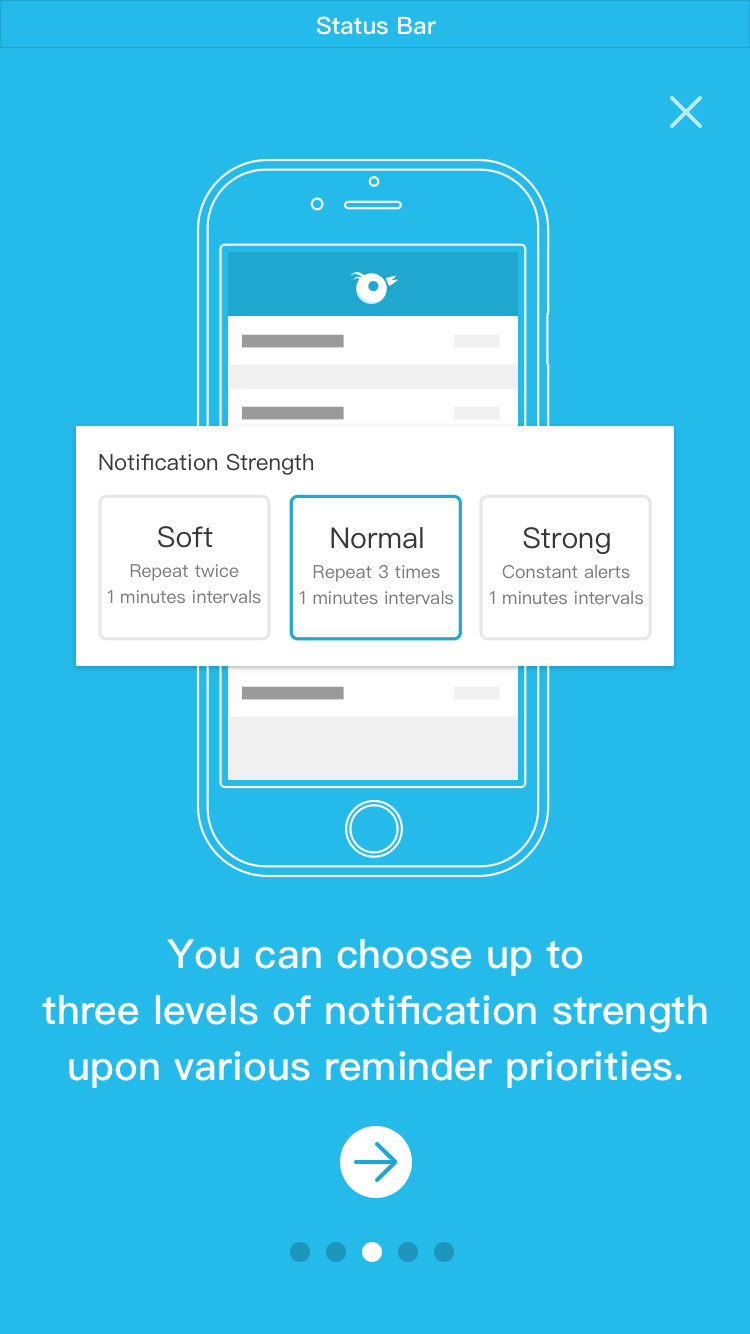 Status Bar
Notification Strength
Soft
Repeat twice
1 minutes intervals
Normal
Repeat 3 times
1 minutes intervals
Strong
Constant alerts
1 minutes intervals
You can choose up to
three levels of notification strength
upon various reminder priorities.